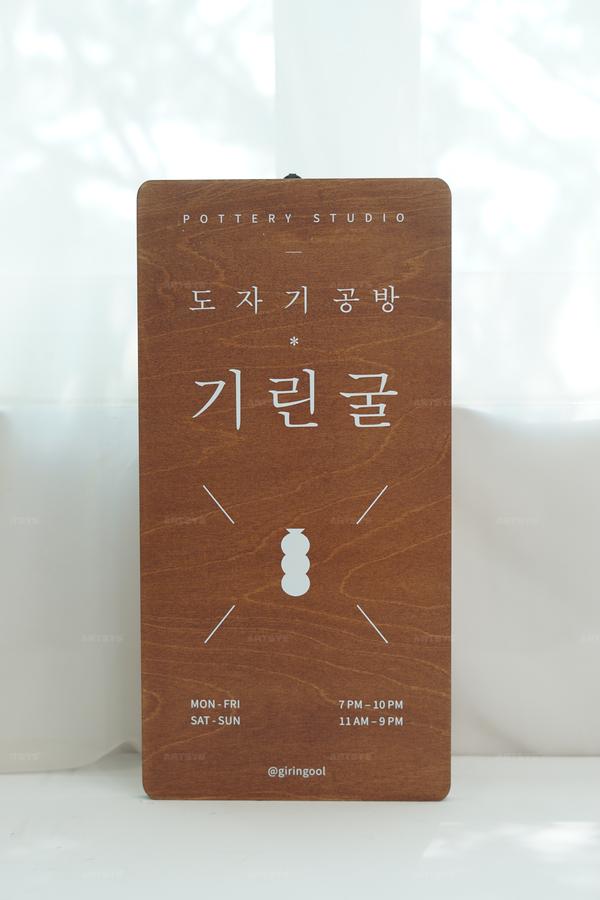 POTTERY STUDIO
도자기공방
*
기린굴
MON - FRI 7 PM – 10 PM
SAT - SUN 11 AM – 9 PM
@giringool